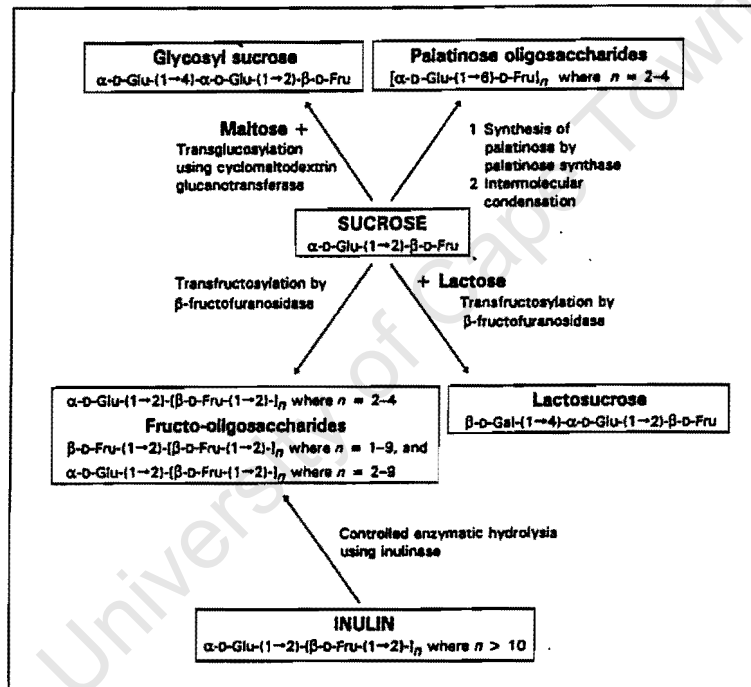 Glycosyl sucrose
α-D-Glu-(1→4)-α-D-Glu-(1→2)-β-D-Fru
Palatinose oligosaccharides
[α-D-Glu-(1→6)-D-Fru]n where n = 2–4
Maltose +
Transglucosylation
using cyclomaltodextrin
glucanotransferase
1 Synthesis of
palatinose by
palatinose synthase
2 Intermolecular
condensation
SUCROSE
α-D-Glu-(1→2)-β-D-Fru
Transfructosylation by
β-fructofuranosidase
+ Lactose
Transfructosylation by
β-fructofuranosidase
α-D-Glu-(1→2)-[β-D-Fru-(1→2)-]n where n = 2–4
Fructo-oligosaccharides
β-D-Fru-(1→2)-[β-D-Fru-(1→2)-]n where n = 1–9, and
α-D-Glu-(1→2)-[β-D-Fru-(1→2)-]n where n = 2–9
Lactosucrose
β-D-Gal-(1→4)-α-D-Glu-(1→2)-β-D-Fru
Controlled enzymatic hydrolysis
using inulinase
INULIN
α-D-Glu-(1→2)-[β-D-Fru-(1→2)-]n where n > 10
University of Cape Town